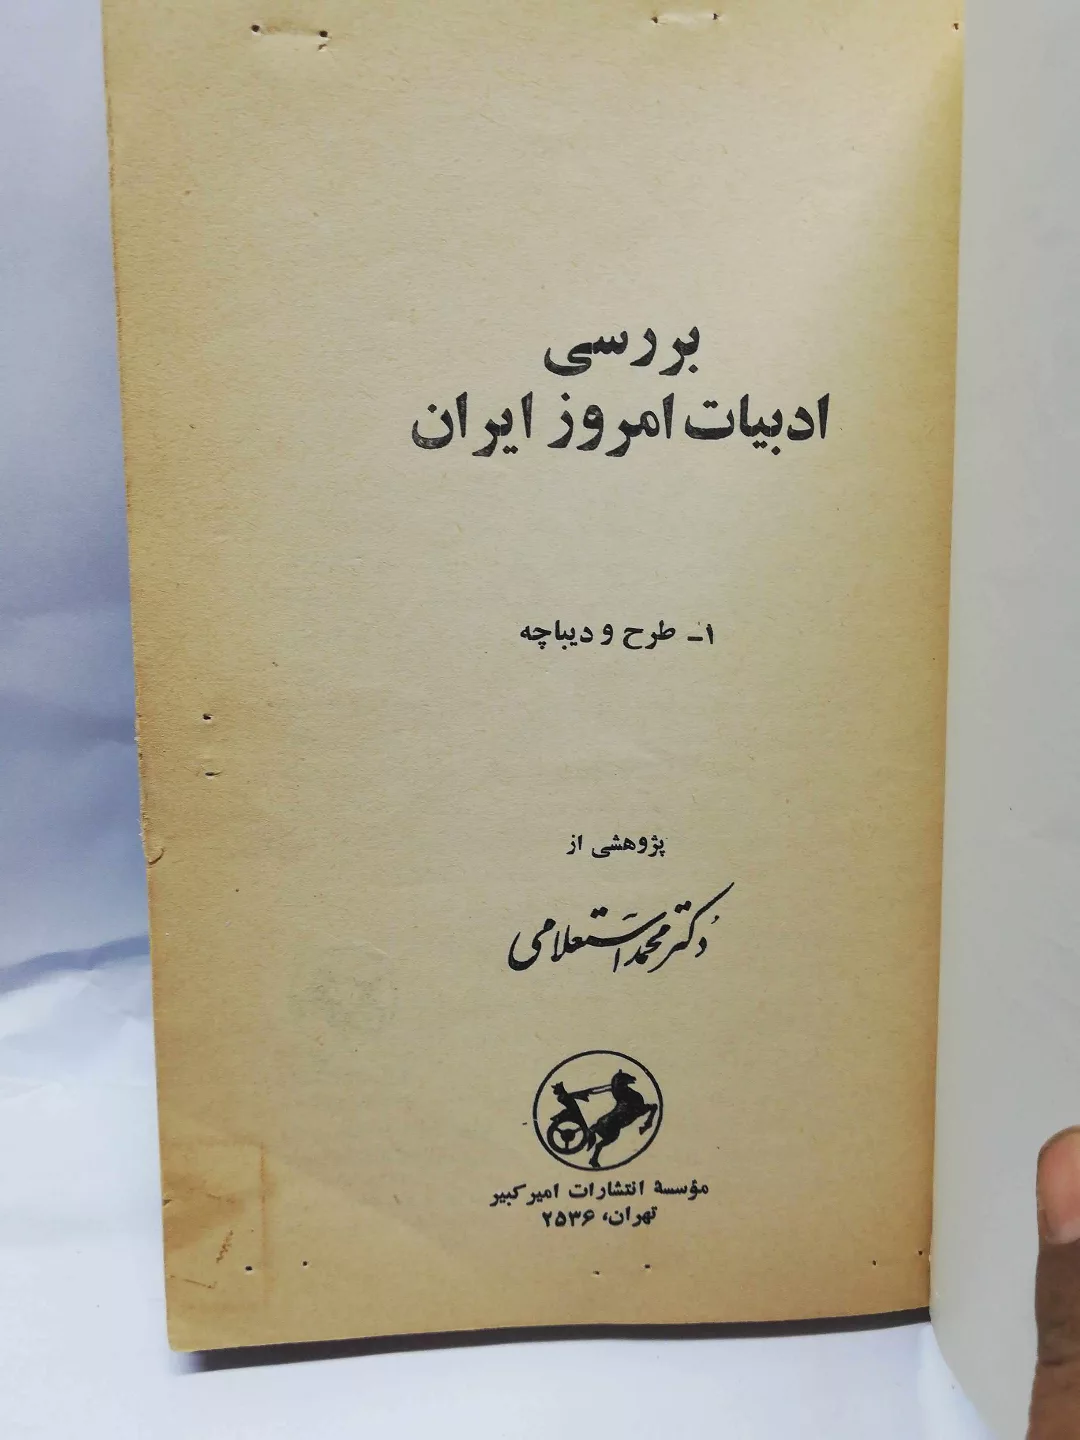 بررسی
ادبیات امروز ایران
۱- طرح و دیباچه
پژوهشی از
دکتر محمد استعلامی
مؤسسهٔ انتشارات امیرکبیر
تهران، ۲۵۳۶